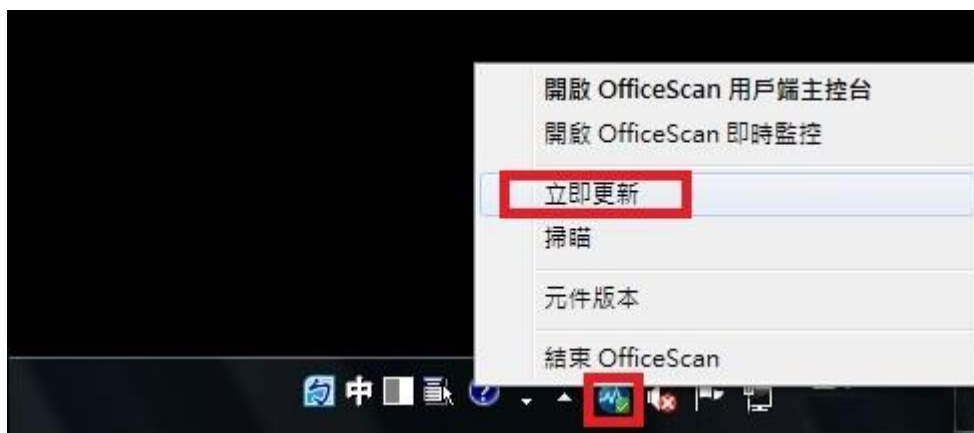 開啟 OfficeScan 用戶端主控台
開啟 OfficeScan 即時監控
立即更新
掃瞄
元件版本
結束 OfficeScan
中